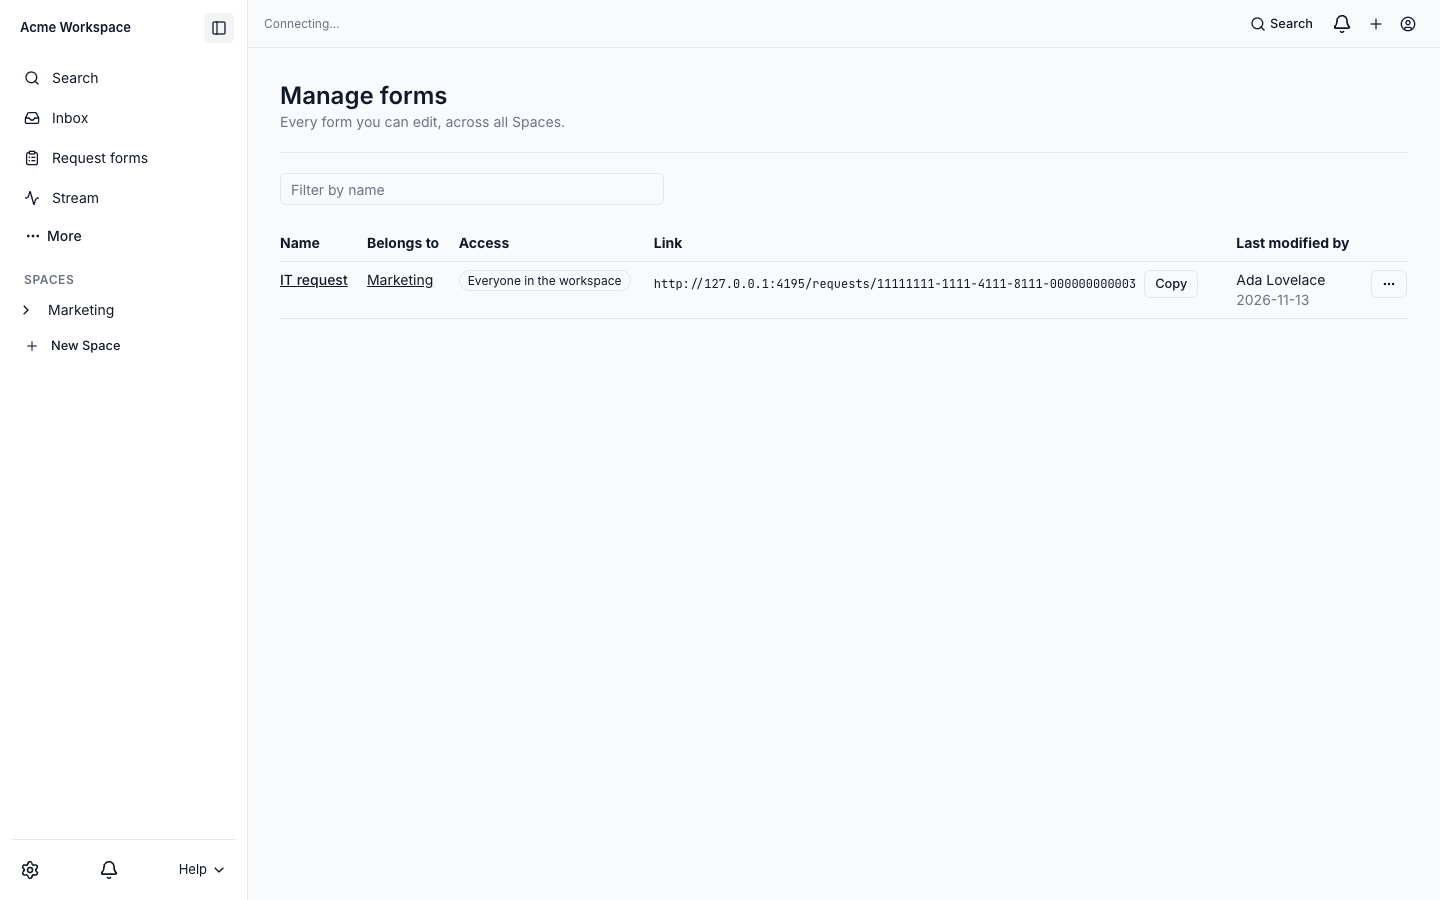 Acme Workspace
Connecting...
Search
Search
Inbox
Request forms
Stream
More
SPACES
Marketing
New Space
Help
Manage forms
Every form you can edit, across all Spaces.
Filter by name
Name Belongs to Access Link Last modified by
IT request Marketing Everyone in the workspace http://127.0.0.1:4195/requests/11111111-1111-4111-8111-000000000003 Copy Ada Lovelace
2026-11-13